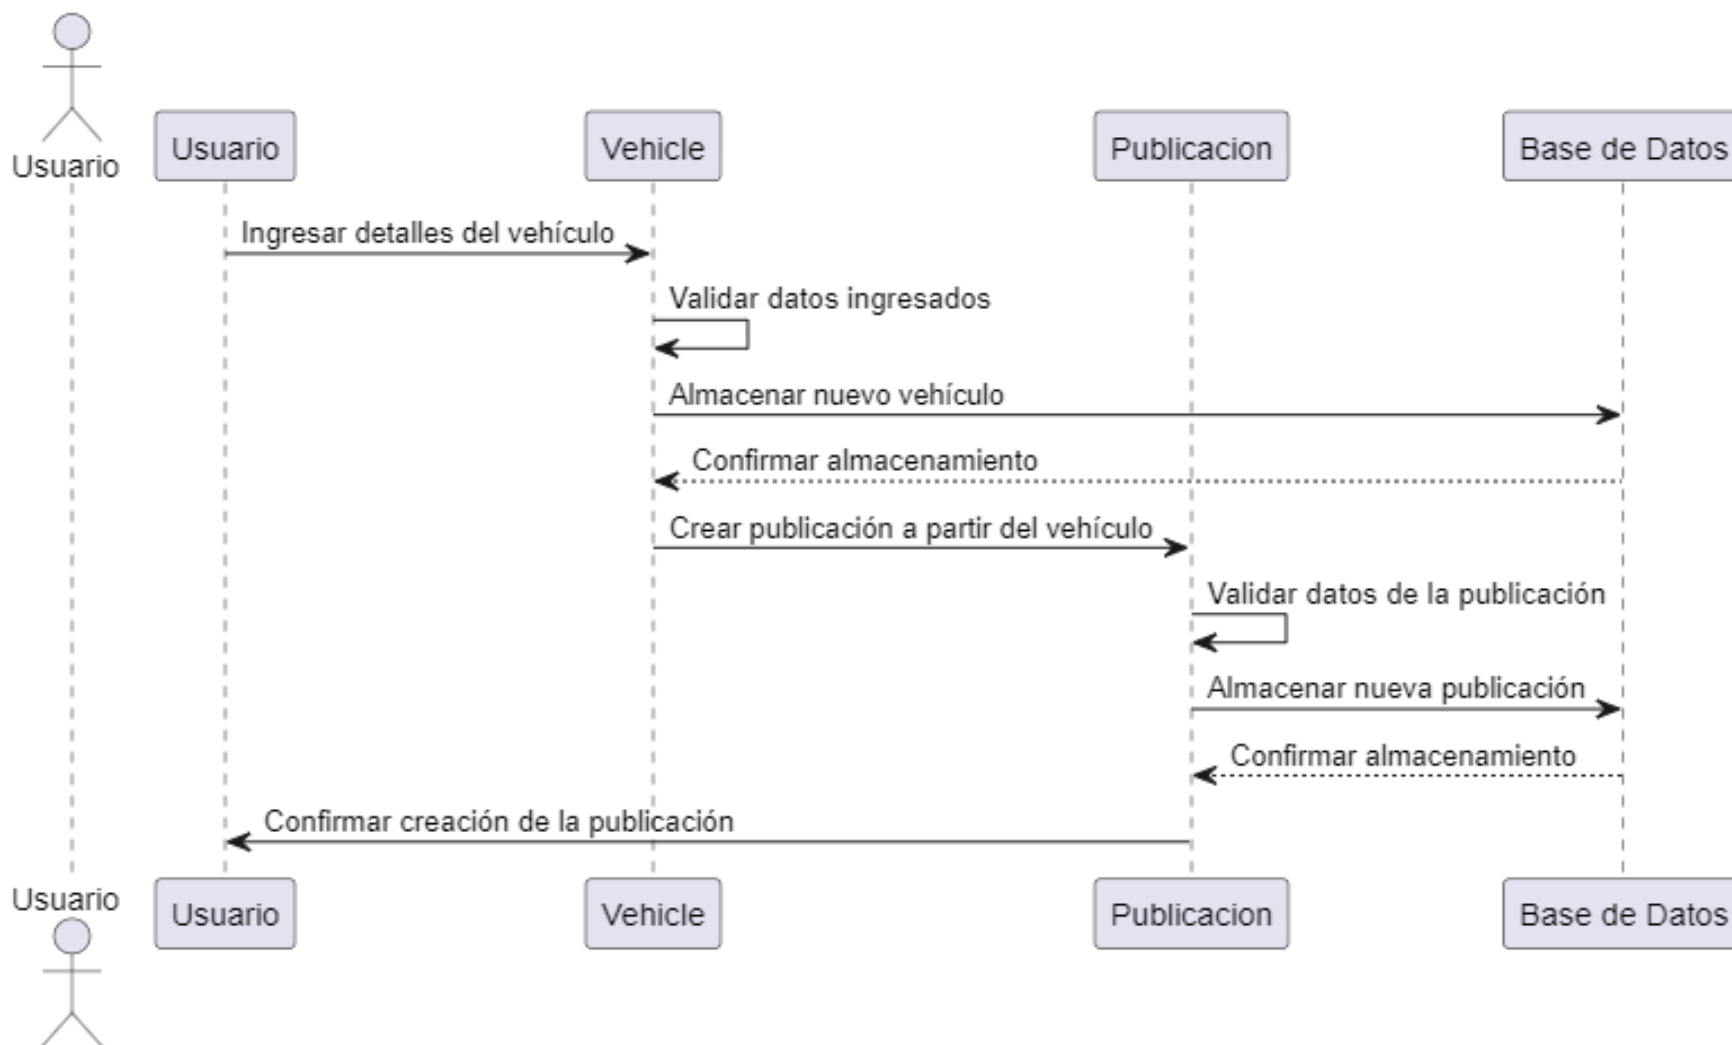 Usuario
Usuario
Vehicle
Publicacion
Base de Datos
Ingresar detalles del vehículo
Validar datos ingresados
Almacenar nuevo vehículo
Confirmar almacenamiento
Crear publicación a partir del vehículo
Validar datos de la publicación
Almacenar nueva publicación
Confirmar almacenamiento
Confirmar creación de la publicación
Usuario
Usuario
Vehicle
Publicacion
Base de Datos